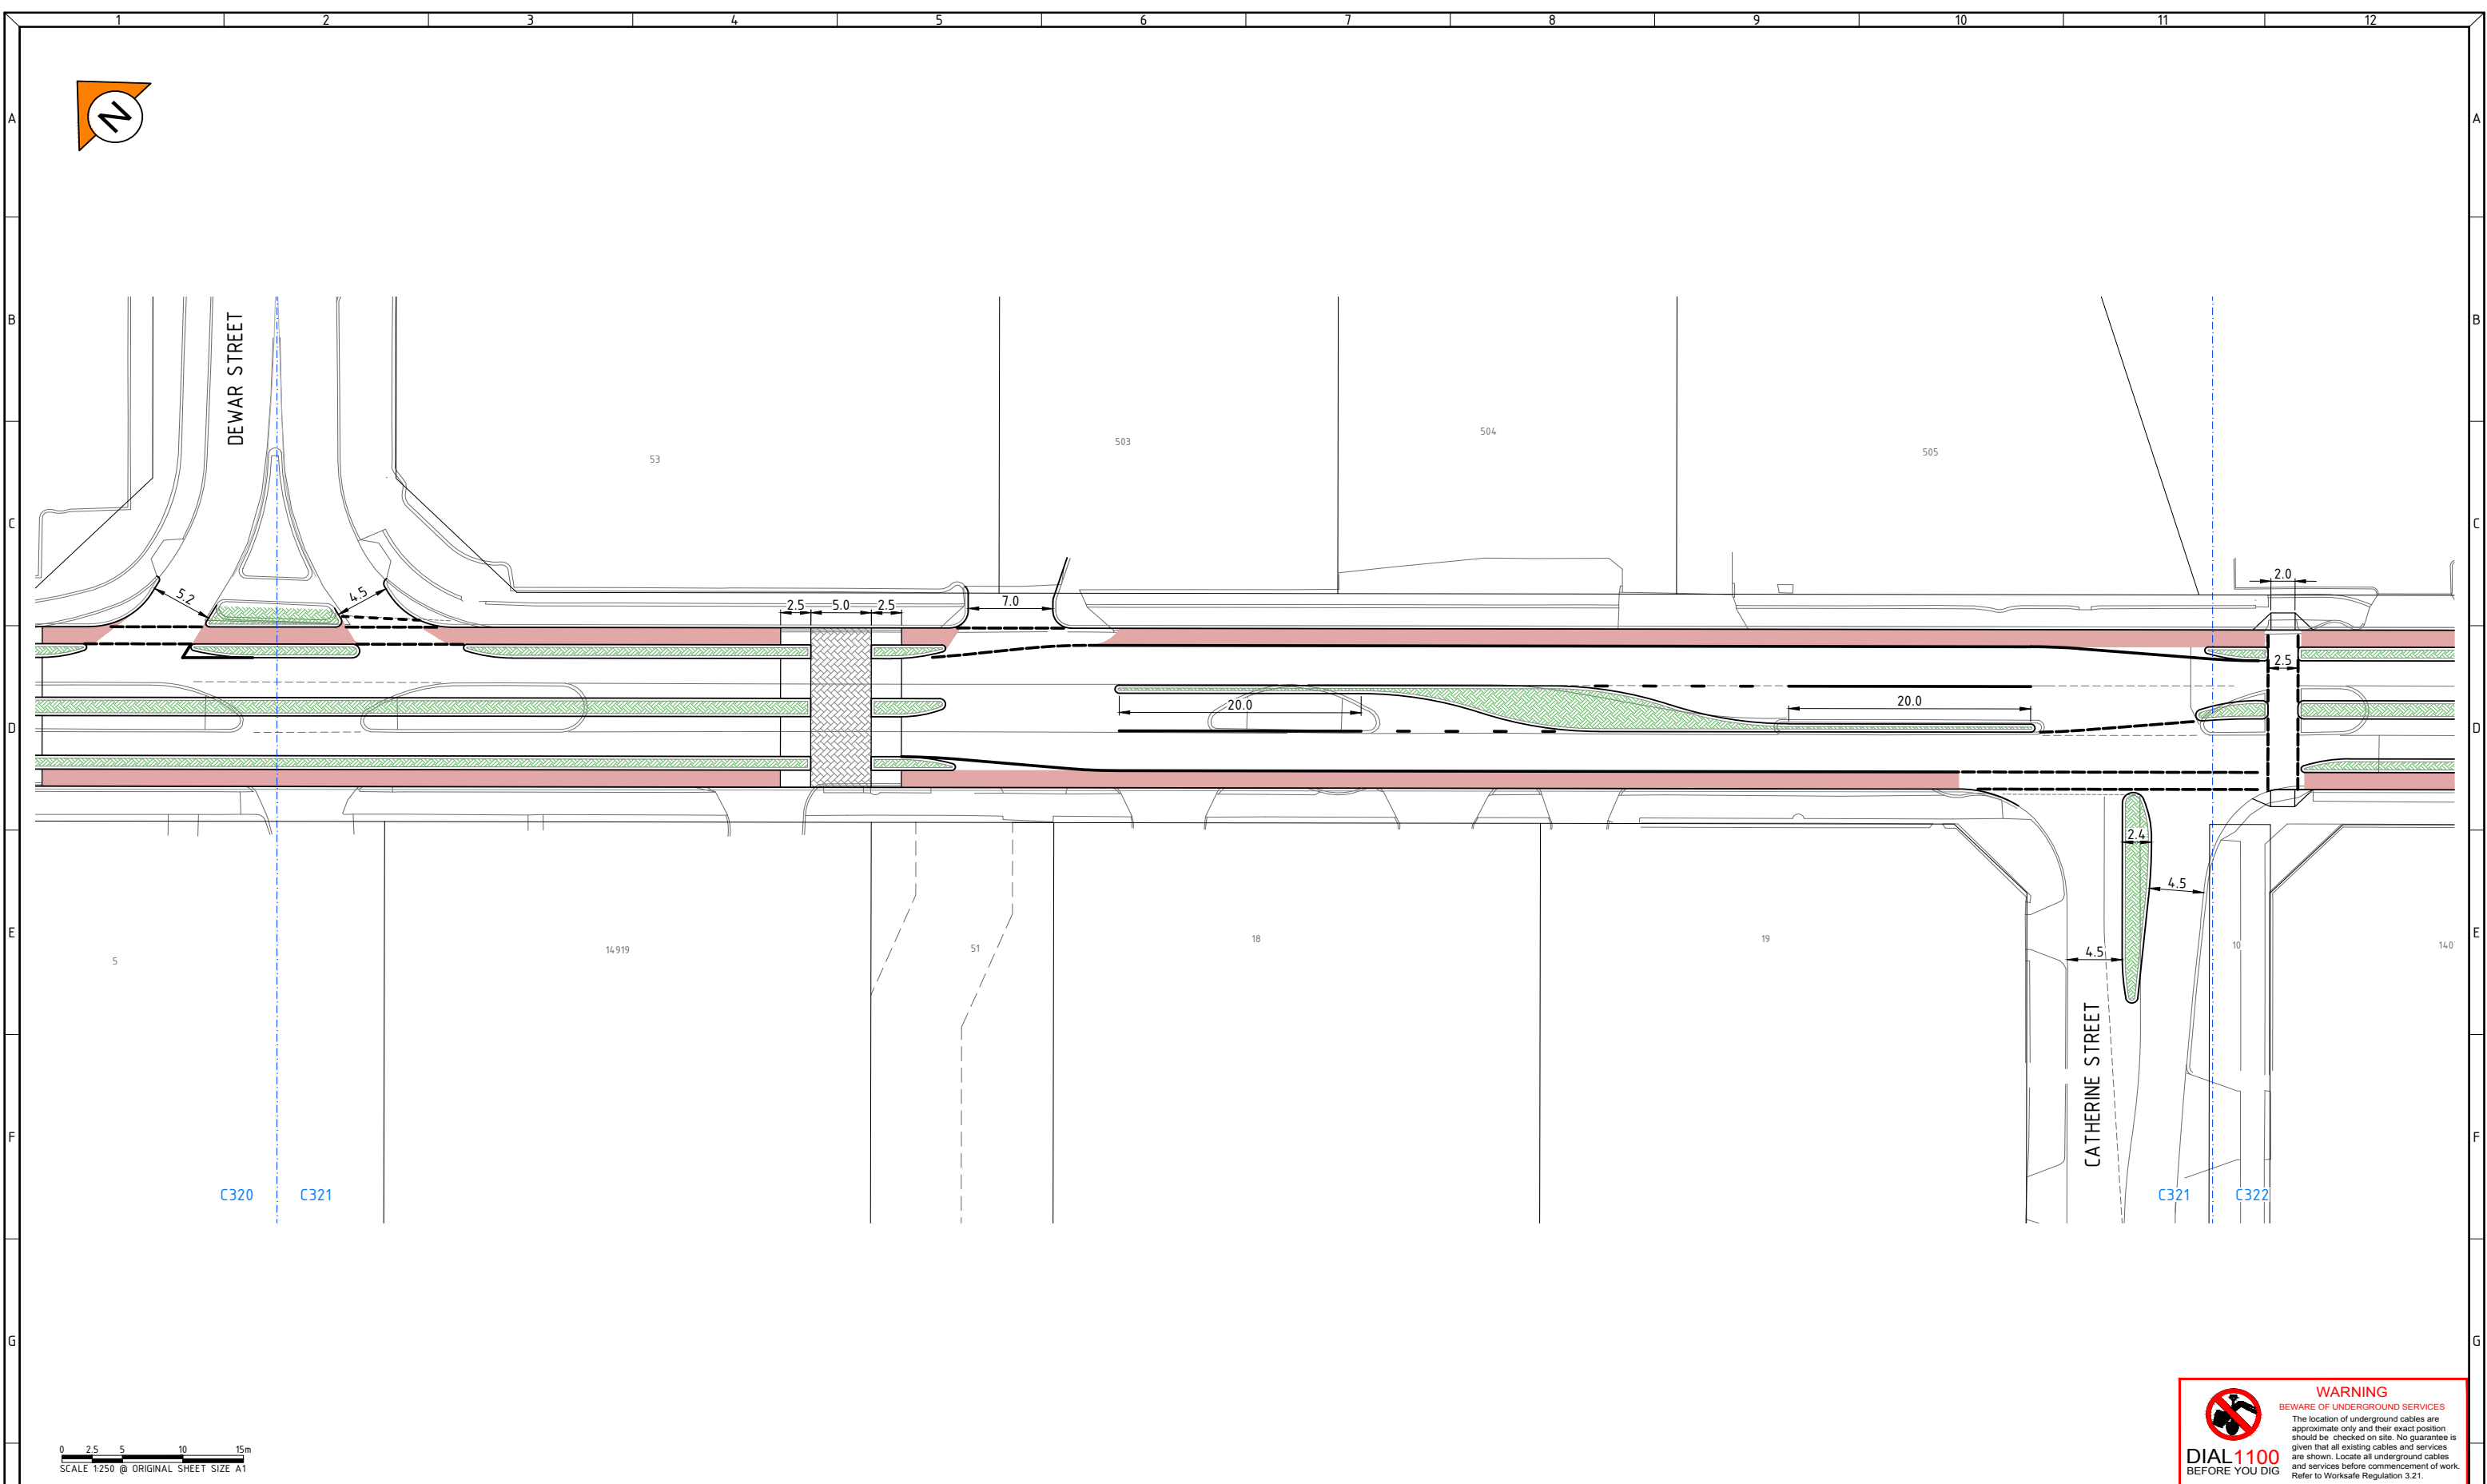 1 2 3 4 5 6 7 8 9 10 11 12
N
A A
B B
DEWAR STREET
504
503
505
53
C C
2.0
5.2 4.5
2.5 5.0 2.5 7.0
2.5
20.0 20.0
D D
2.4
4.5
E E
5 14919 51 18 19 10 140
4.5
CATHERINE STREET
F F
C320 C321 C321 C322
G G
WARNING
BEWARE OF UNDERGROUND SERVICES
The location of underground cables are
approximate only and their exact position
should be checked on site. No guarantee is
given that all existing cables and services
are shown. Locate all underground cables
and services before commencement of work.
Refer to Worksafe Regulation 3.21.
DIAL1100
BEFORE YOU DIG
0 2.5 5 10 15m
SCALE 1:250 @ ORIGINAL SHEET SIZE A1